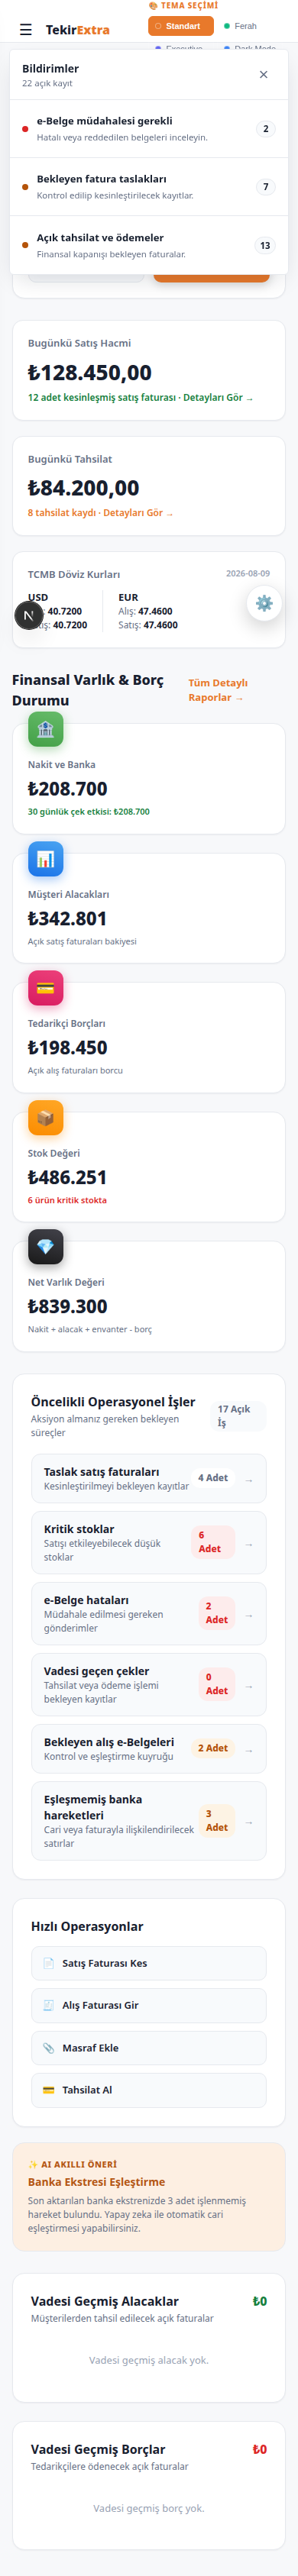 🎨 TEMA SEÇİMİ
☰ TekirExtra
Standart
Ferah
Executive
Dark Mode
Bildirimler
22 açık kayıt
✕
e-Belge müdahalesi gerekli
Hatalı veya reddedilen belgeleri inceleyin.
2
Bekleyen fatura taslakları
Kontrol edilip kesinleştirilecek kayıtlar.
7
Açık tahsilat ve ödemeler
Finansal kapanışı bekleyen faturalar.
13
Bugünkü Satış Hacmi
₺128.450,00
12 adet kesinleşmiş satış faturası · Detayları Gör →
Bugünkü Tahsilat
₺84.200,00
8 tahsilat kaydı · Detayları Gör →
TCMB Döviz Kurları
2026-08-09
USD
40.7200
40.7200
EUR
Alış: 47.4600
Satış: 47.4600
N
Finansal Varlık & Borç
Durumu
Tüm Detaylı
Raporlar →
Nakit ve Banka
₺208.700
30 günlük çek etkisi: ₺208.700
Müşteri Alacakları
₺342.801
Açık satış faturaları bakiyesi
Tedarikçi Borçları
₺198.450
Açık alış faturaları borcu
Stok Değeri
₺486.251
6 ürün kritik stokta
Net Varlık Değeri
₺839.300
Nakit + alacak + envanter - borç
Öncelikli Operasyonel İşler
Aksiyon almanız gereken bekleyen
süreçler
17 Açık
İş
Taslak satış faturaları
Kesinleştirilmeyi bekleyen kayıtlar
4 Adet →
Kritik stoklar
Satışı etkileyebilecek düşük
stoklar
6
Adet →
e-Belge hataları
Müdahale edilmesi gereken
gönderimler
2
Adet →
Vadesi geçen çekler
Tahsilat veya ödeme işlemi
bekleyen kayıtlar
0
Adet →
Bekleyen alış e-Belgeleri
Kontrol ve eşleştirme kuyruğu
2 Adet →
Eşleşmemiş banka
hareketleri
Cari veya faturayla ilişkilendirilecek
satırlar
3
Adet →
Hızlı Operasyonlar
Satış Faturası Kes
Alış Faturası Gir
Masraf Ekle
Tahsilat Al
✨ AI AKILLI ÖNERİ
Banka Ekstresi Eşleştirme
Son aktarılan banka ekstrenizde 3 adet işlenmemiş
hareket bulundu. Yapay zeka ile otomatik cari
eşleştirmesi yapabilirsiniz.
Vadesi Geçmiş Alacaklar
₺0
Müşterilerden tahsil edilecek açık faturalar
Vadesi geçmiş alacak yok.
Vadesi Geçmiş Borçlar
₺0
Tedarikçilere ödenecek açık faturalar
Vadesi geçmiş borç yok.